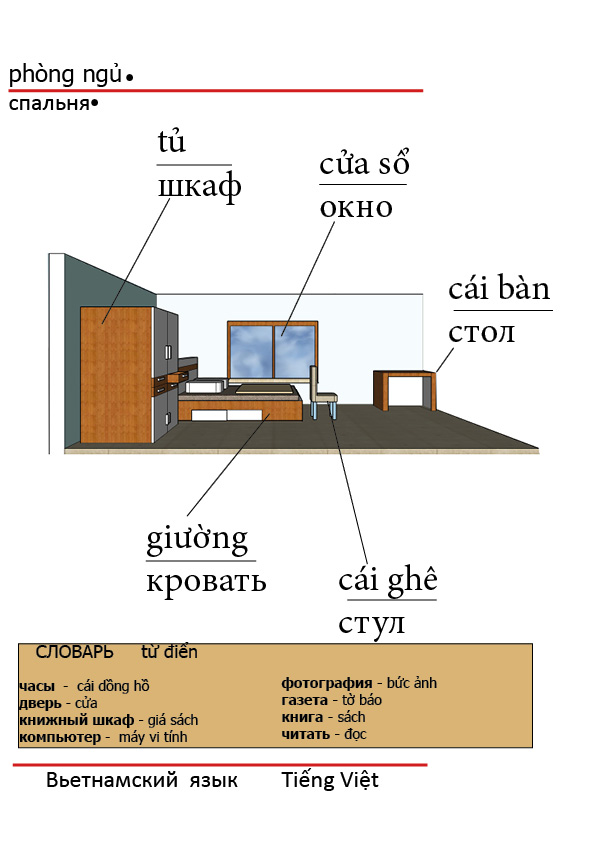 phòng ngủ•
спальня•
tủ
шкаф
cửa sổ
окно
cái bàn
стол
giường
кровать
cái ghê
стул
СЛОВАРЬ từ điển
часы - cái dồng hồ
дверь - cửa
книжный шкаф - giá sách
компьютер - máy vi tính
фотография - bức ảnh
газета - tờ báo
книга - sách
читать - đọc
Вьетнамский язык Tiếng Việt